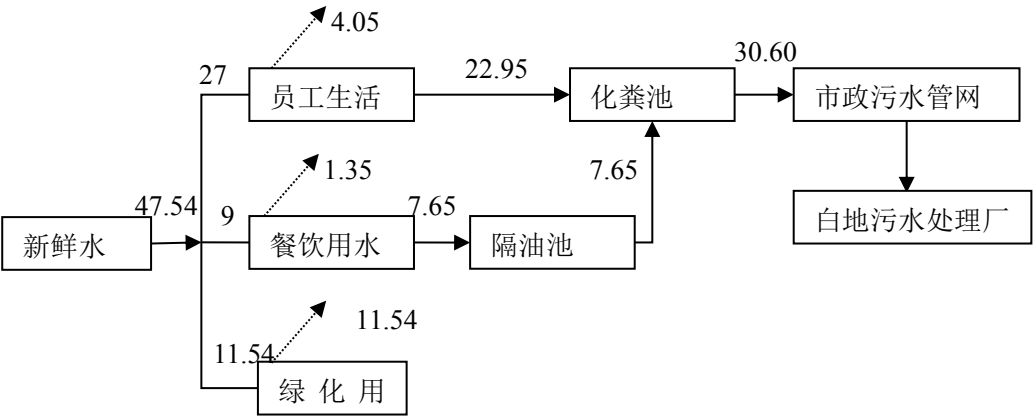 4.05
27
员工生活
22.95
化粪池
30.60
市政污水管网
1.35
7.65
47.54
9
7.65
新鲜水
餐饮用水
隔油池
白地污水处理厂
11.54
11.54
绿 化 用